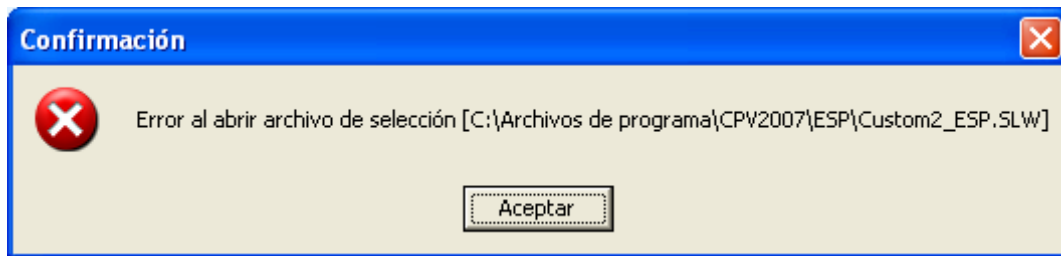 Confirmación
Error al abrir archivo de selección [C:\Archivos de programa\CPV2007\ESP\Custom2_ESP.SLW]
Aceptar